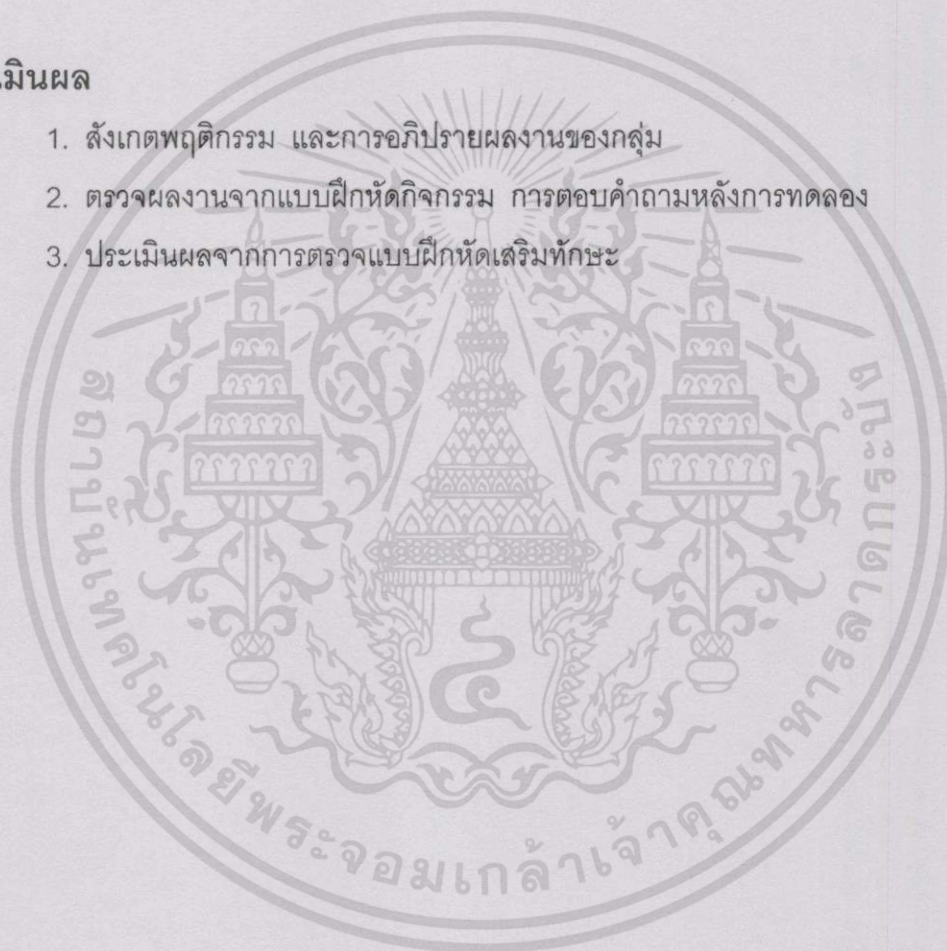 เมินผล
1. สังเกตพฤติกรรม และการอภิปรายผลงานของกลุ่ม
2. ตรวจผลงานจากแบบฝึกหัดกิจกรรม การตอบคำถามหลังการทดลอง
3. ประเมินผลจากการตรวจแบบฝึกหัดเสริมทักษะ
สถาบันเทคโนโลยีพระจอมเกล้าเจ้าคุณทหารลาดกระบัง
๔